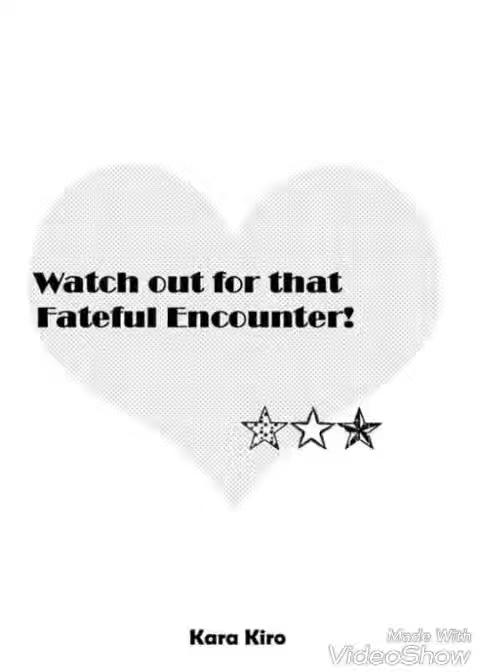 Watch out for that
Fateful Encounter!
Kara Kiro
Made With
VideoShow